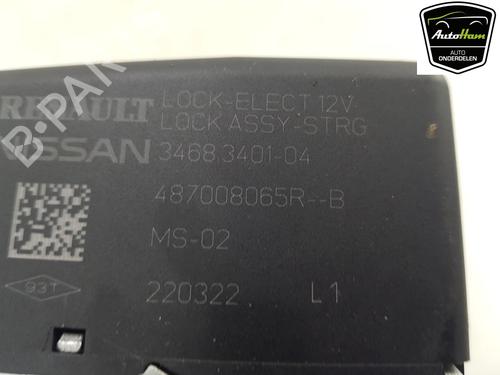 AutoHam
AUTO
ONDERDELEN
RENAULT
NISSAN
LOCK-ELECT 12V
LOCK ASSY-STRG
3468.3401-04
487008065R--B
MS-02
93T
220322 L1